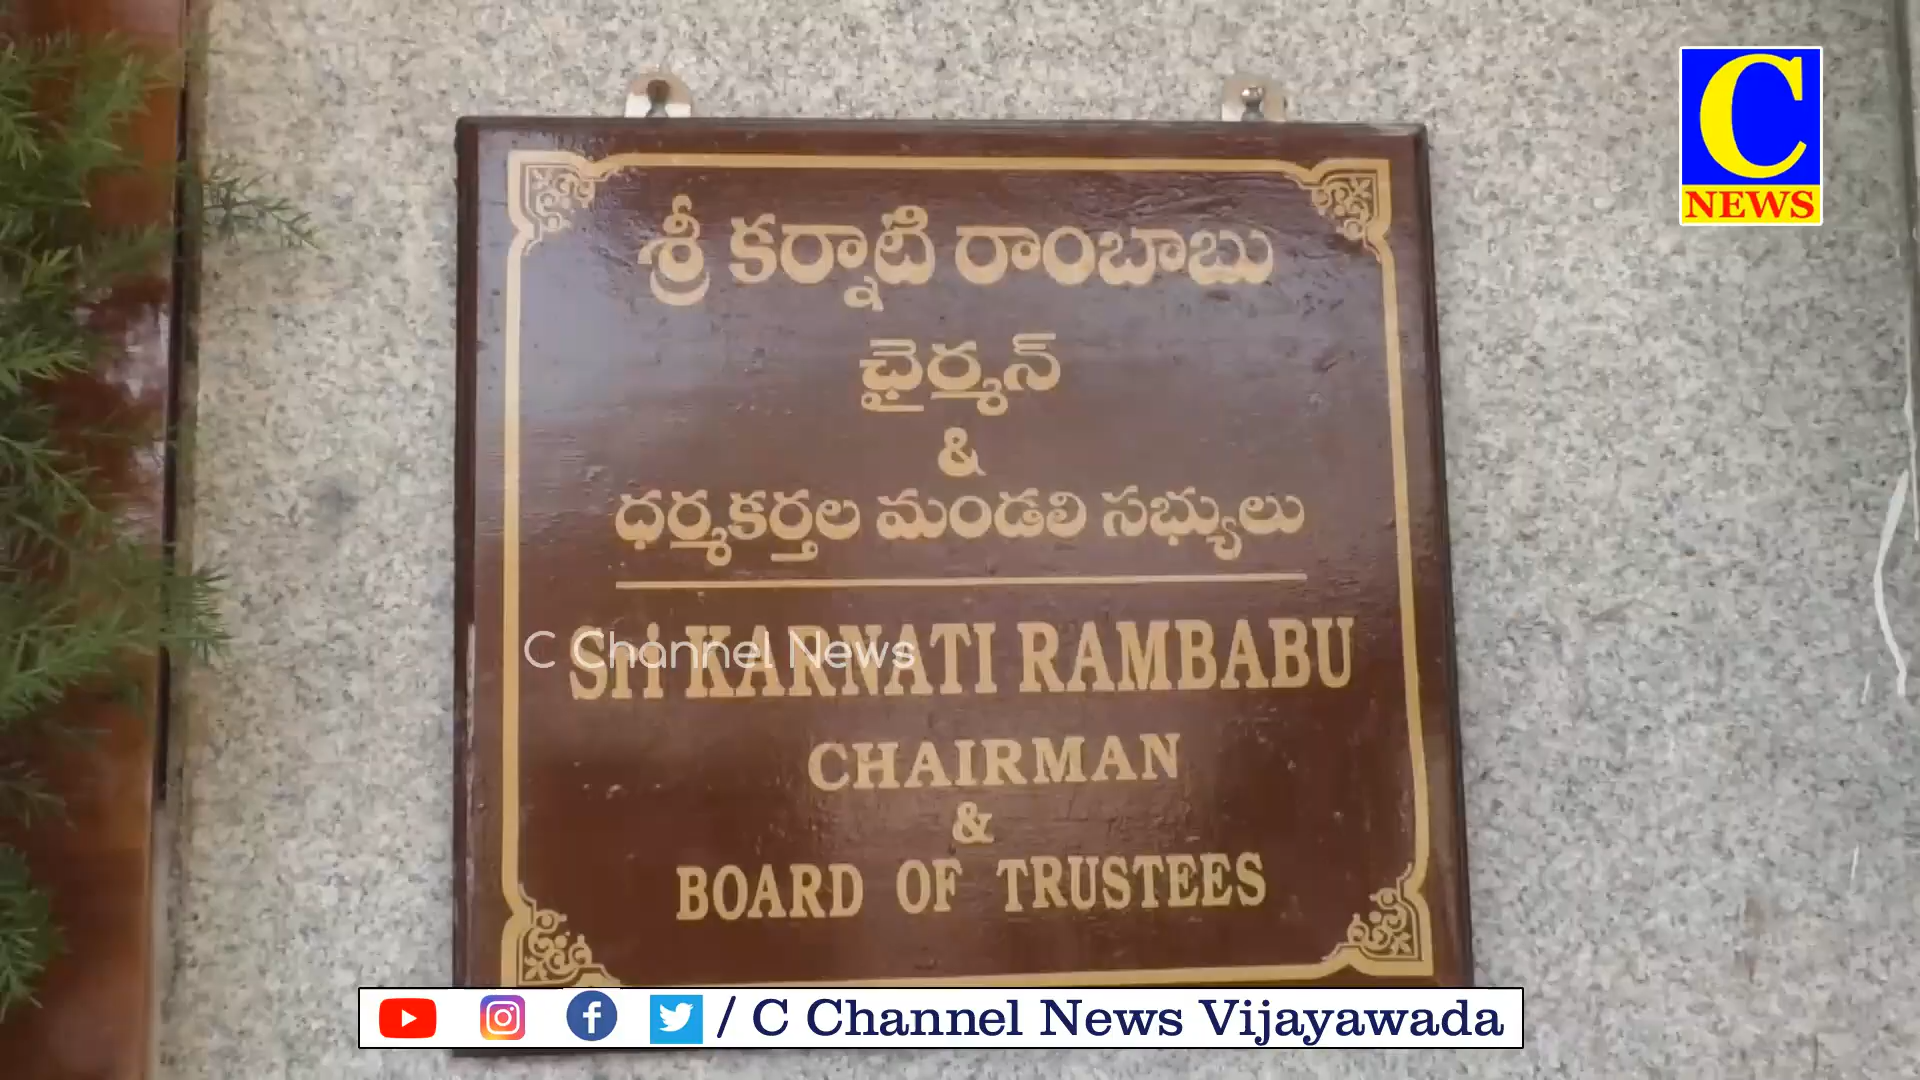 C
NEWS
శ్రీ కర్నాటి రాంబాబు
ఛైర్మన్
&
ధర్మకర్తల మండలి సభ్యులు
Sri KARNATI RAMBABU
C Channel News
CHAIRMAN
&
BOARD OF TRUSTEES
/ C Channel News Vijayawada